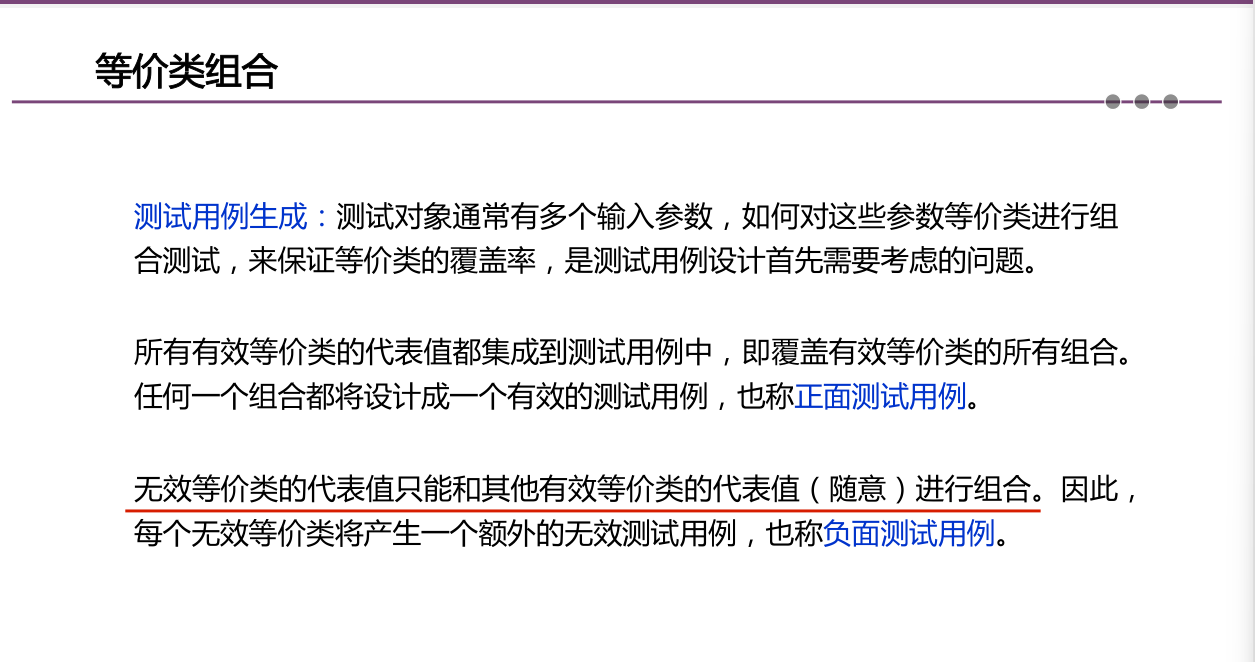 等价类组合
测试用例生成：测试对象通常有多个输入参数，如何对这些参数等价类进行组
合测试，来保证等价类的覆盖率，是测试用例设计首先需要考虑的问题。
所有有效等价类的代表值都集成到测试用例中，即覆盖有效等价类的所有组合。
任何一个组合都将设计成一个有效的测试用例，也称正面测试用例。
无效等价类的代表值只能和其他有效等价类的代表值（随意）进行组合。因此，
每个无效等价类将产生一个额外的无效测试用例，也称负面测试用例。